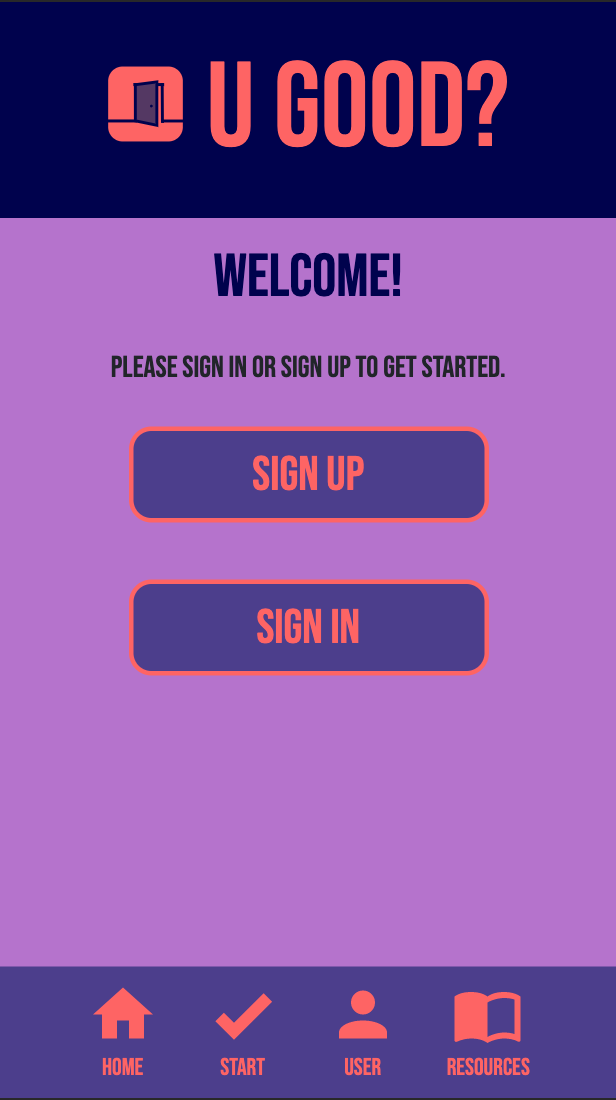 U GOOD?
WELCOME!
PLEASE SIGN IN OR SIGN UP TO GET STARTED.
SIGN UP
SIGN IN
HOME START USER RESOURCES